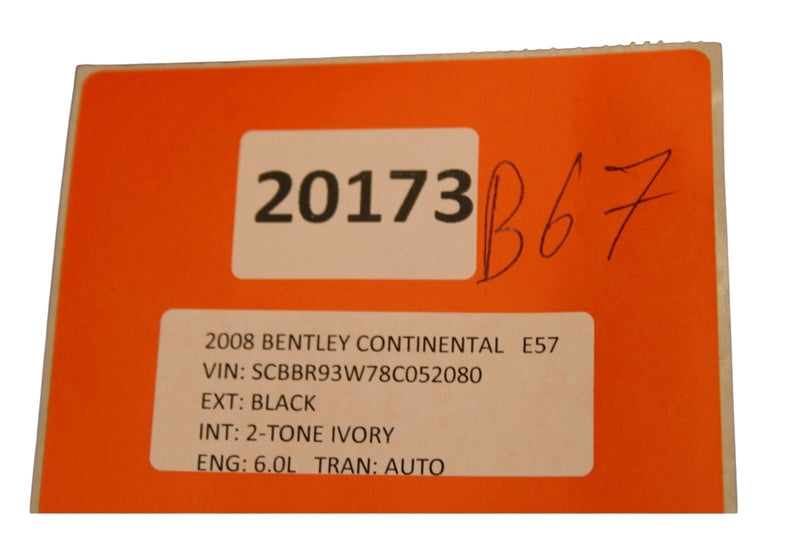 20173 B67
2008 BENTLEY CONTINENTAL E57
VIN: SCBBR93W78C052080
EXT: BLACK
INT: 2-TONE IVORY
ENG: 6.0L TRAN: AUTO